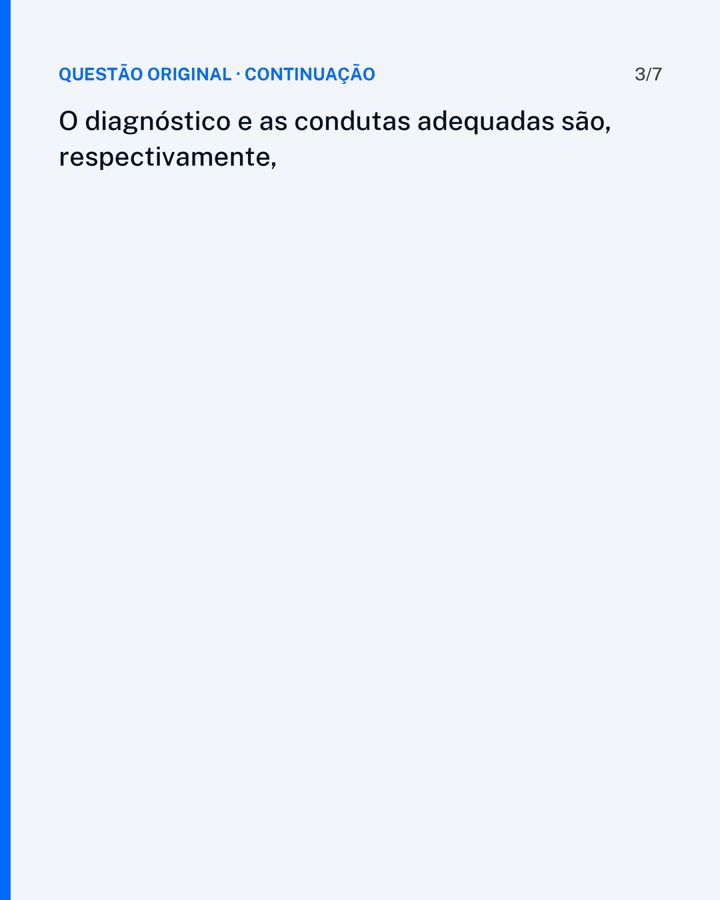 QUESTÃO ORIGINAL · CONTINUAÇÃO 3/7
O diagnóstico e as condutas adequadas são,
respectivamente,